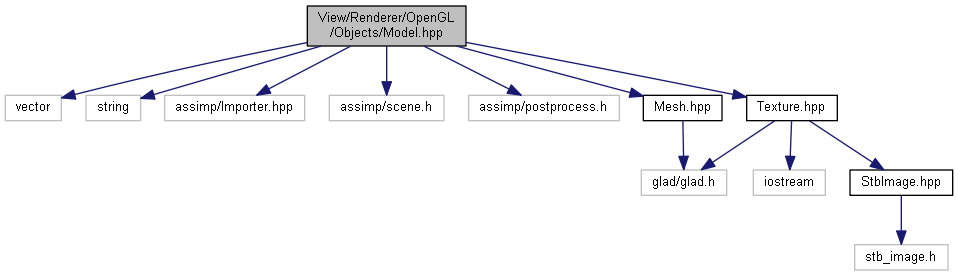 View/Renderer/OpenGL
/Objects/Model.hpp
vector
string
assimp/Importer.hpp
assimp/scene.h
assimp/postprocess.h
Mesh.hpp
Texture.hpp
glad/glad.h
iostream
StbImage.hpp
stb_image.h